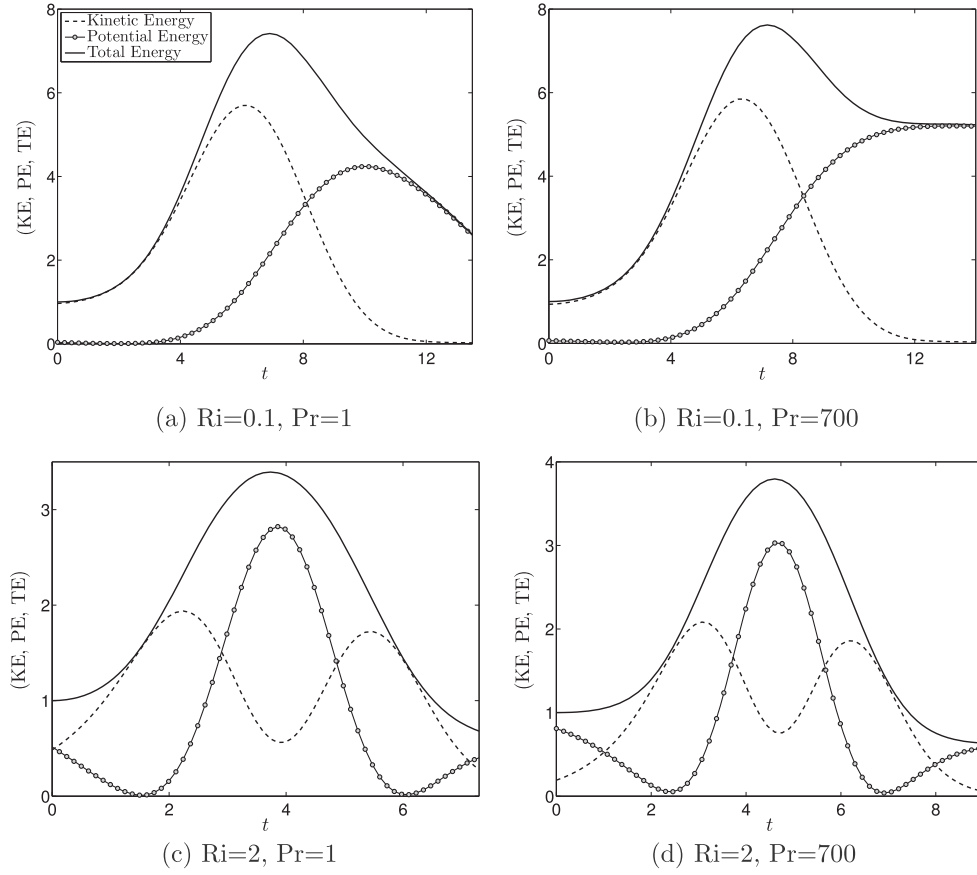 8
6
4
2
0
(KE, PE, TE)
Kinetic Energy
Potential Energy
Total Energy
0 4 8 12
t
(a) Ri=0.1, Pr=1
8
6
4
2
0
(KE, PE, TE)
0 4 8 12
t
(b) Ri=0.1, Pr=700
3
2
1
0
(KE, PE, TE)
0 2 4 6
t
(c) Ri=2, Pr=1
4
3
2
1
0
(KE, PE, TE)
0 2 4 6 8
t
(d) Ri=2, Pr=700